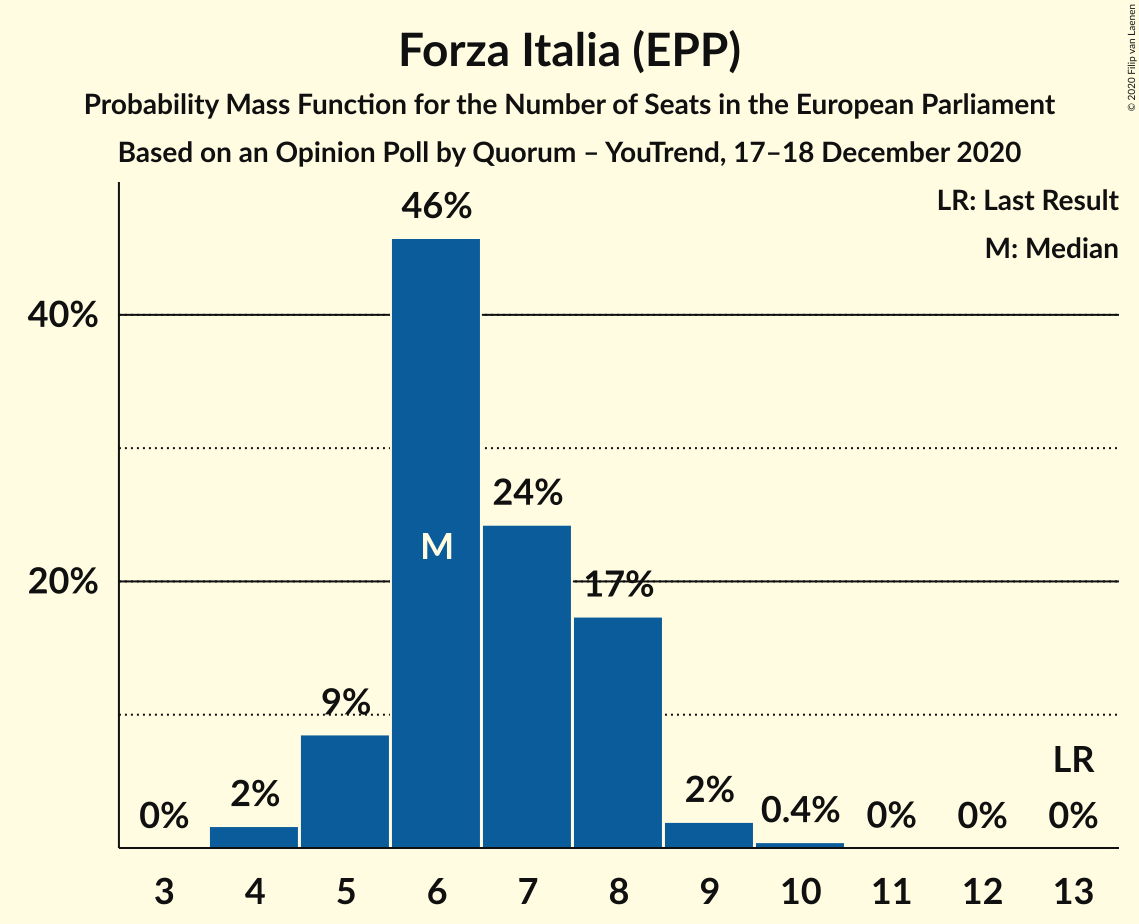 © 2020 Filip van Laenen
Forza Italia (EPP)
Probability Mass Function for the Number of Seats in the European Parliament
Based on an Opinion Poll by Quorum – YouTrend, 17–18 December 2020
LR: Last Result
M: Median
46%
40%
24%
M
20%
17%
9%
LR
0%
2%
2%
0.4%
0%
0%
0%
3 4 5 6 7 8 9 10 11 12 13